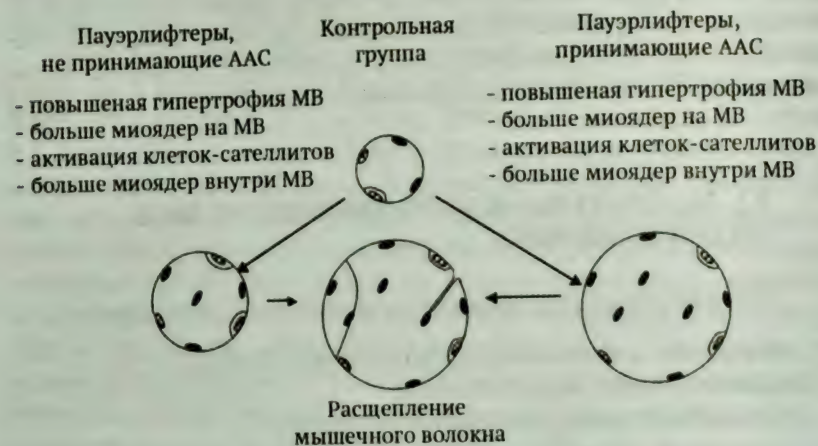 Пауэрлифтеры,
не принимающие ААС
- повышеная гипертрофия МВ
- больше миоядер на МВ
- активация клеток-сателлитов
- больше миоядер внутри МВ
Контрольная
группа
Пауэрлифтеры,
принимающие ААС
- повышеная гипертрофия МВ
- больше миоядер на МВ
- активация клеток-сателлитов
- больше миоядер внутри МВ
Расщепление
мышечного волокна